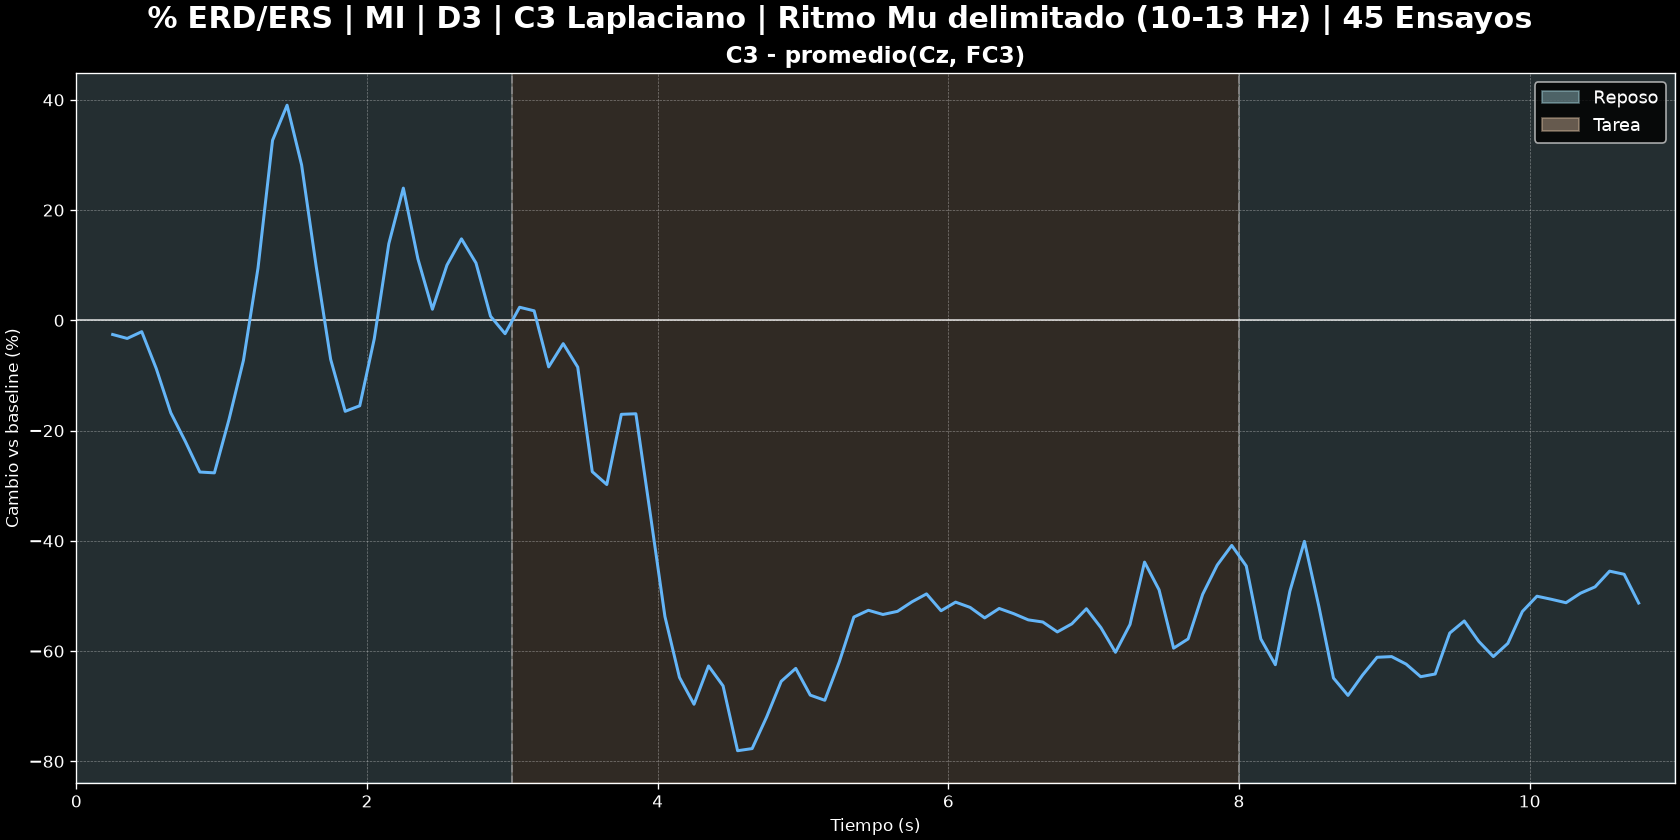 % ERD/ERS | MI | D3 | C3 Laplaciano | Ritmo Mu delimitado (10-13 Hz) | 45 Ensayos
C3 - promedio(Cz, FC3)
Reposo
Tarea
Cambio vs baseline (%)
40
20
0
−20
−40
−60
−80
0 2 4 6 8 10
Tiempo (s)